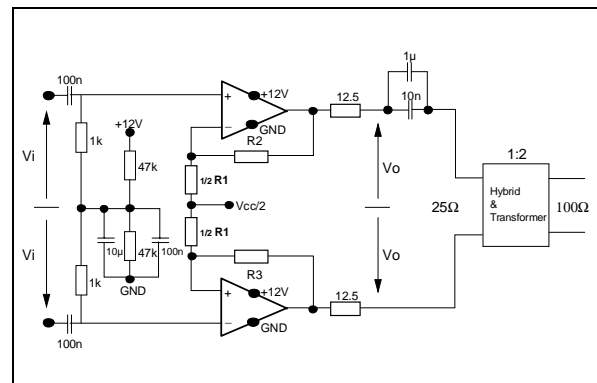 1µ
100n
+12V
12.5
10n
+
−
GND
+12V
R2
1k
Vi
47k
1/2 R1
Vo
1:2
Vcc/2
Hybrid
&
Transformer
25Ω
100Ω
10µ
47k
100n
1/2 R1
Vi
1k
GND
R3
Vo
+
−
+12V
GND
12.5
100n